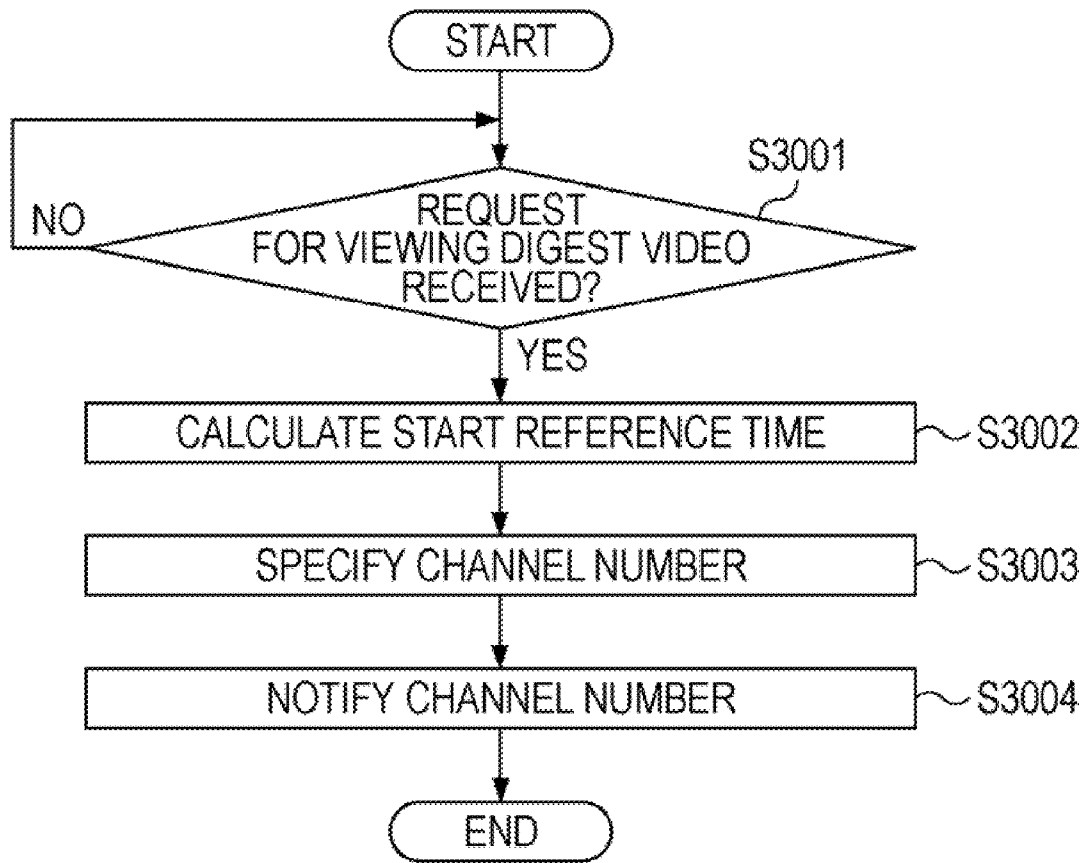 START
S3001
REQUEST
FOR VIEWING DIGEST VIDEO
RECEIVED?
NO
YES
CALCULATE START REFERENCE TIME
S3002
SPECIFY CHANNEL NUMBER
S3003
NOTIFY CHANNEL NUMBER
S3004
END